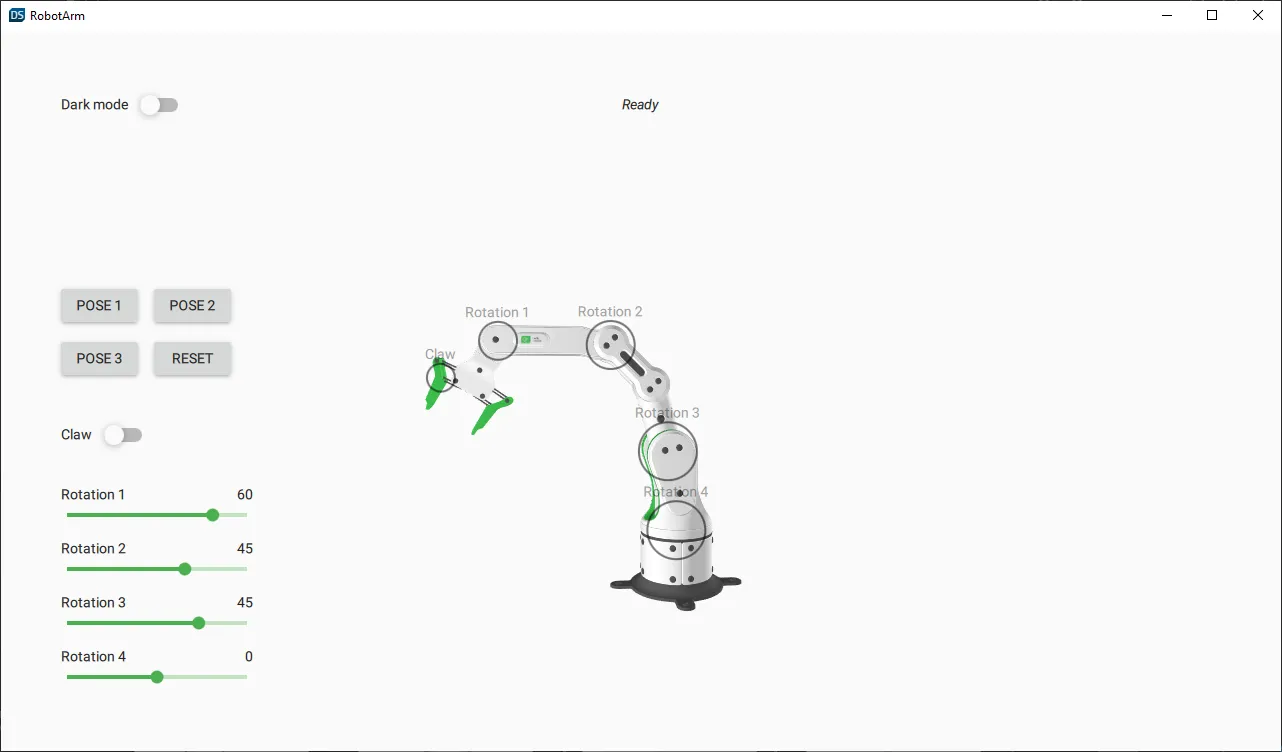 DS RobotArm
Dark mode
Ready
POSE 1 POSE 2
POSE 3 RESET
Claw
Rotation 1 60
Rotation 2 45
Rotation 3 45
Rotation 4 0
Rotation 1
Rotation 2
Claw
Rotation 3
Rotation 4